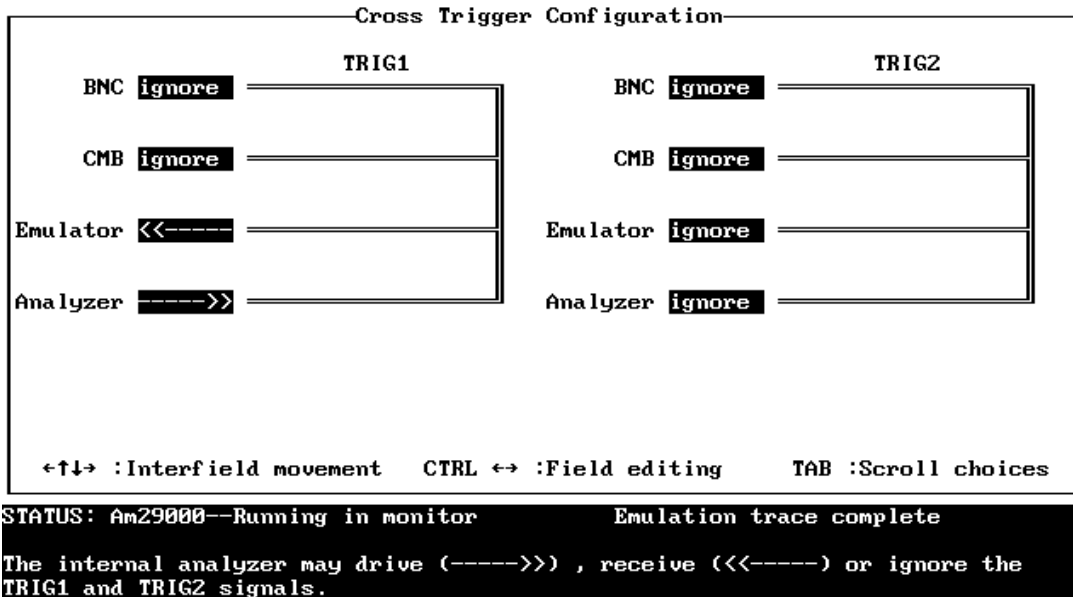 Cross Trigger Configuration
TRIG1 TRIG2
BNC ignore BNC ignore
CMB ignore CMB ignore
Emulator <<----- Emulator ignore
Analyzer ----->> Analyzer ignore
←↑↓→ :Interfield movement CTRL ↔ :Field editing TAB :Scroll choices
STATUS: Am29000--Running in monitor Emulation trace complete
The internal analyzer may drive (----->>) , receive (<<-----) or ignore the
TRIG1 and TRIG2 signals.